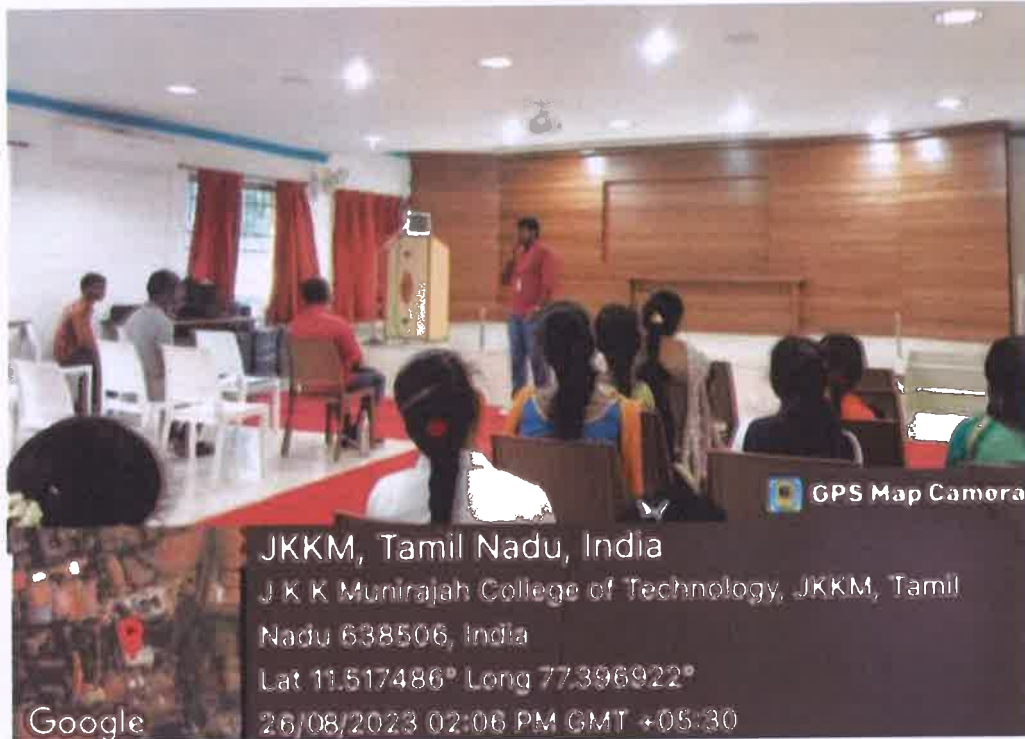 GPS Map Camera
JKKM, Tamil Nadu, India
J K K Munirajah College of Technology, JKKM, Tamil
Nadu 638506, India
Lat 11.517486° Long 77.396922°
26/08/2023 02:06 PM GMT +05:30
Google